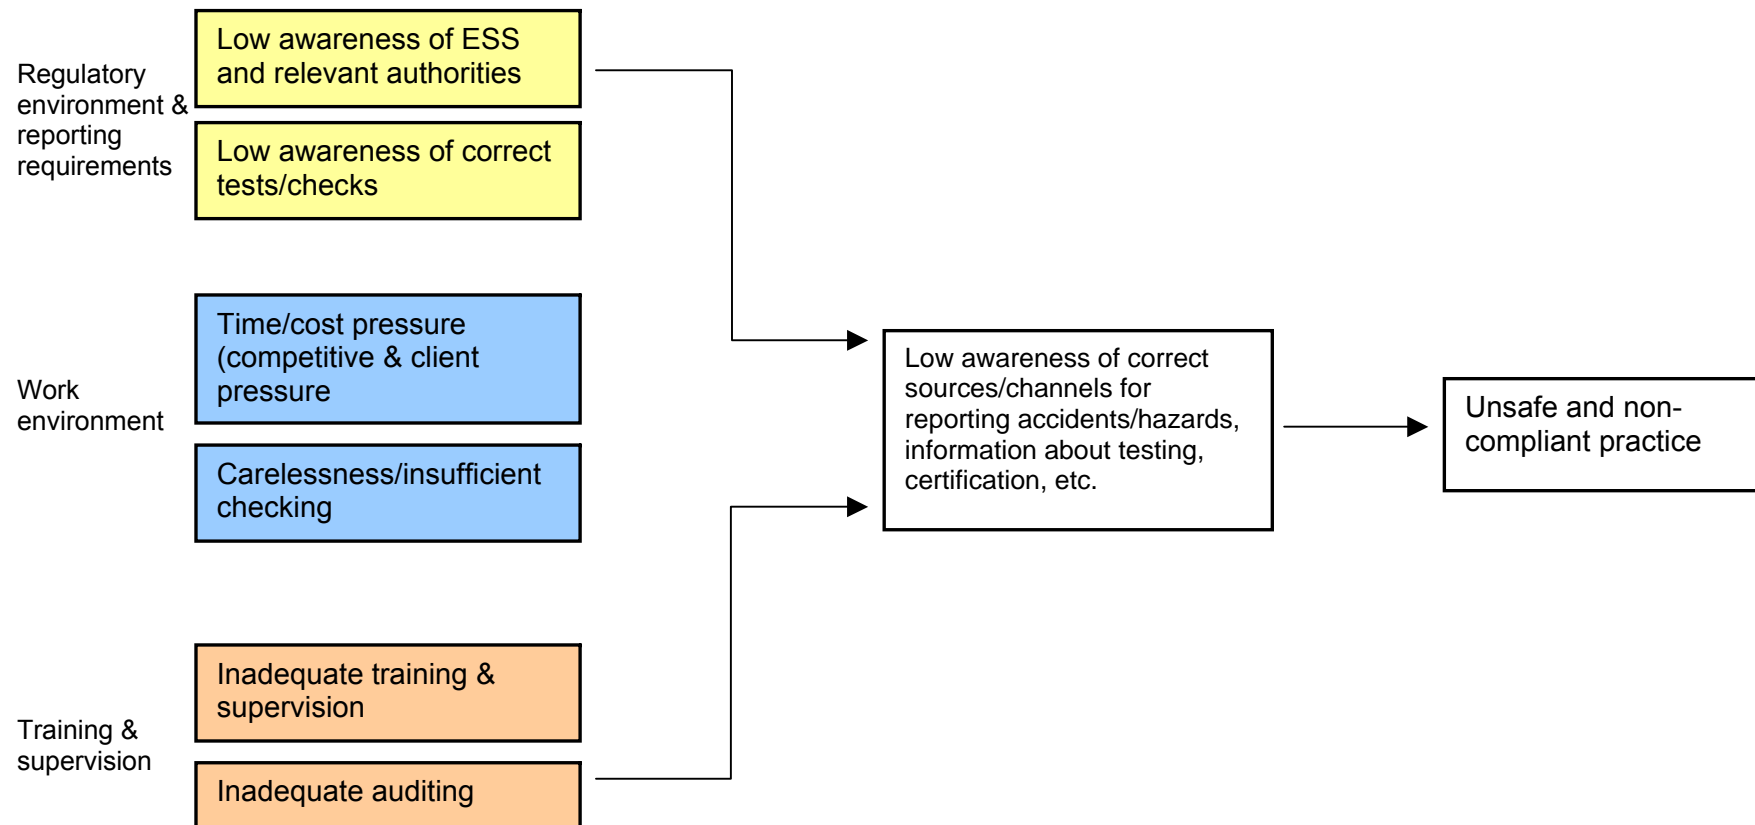 Regulatory
environment &
reporting
requirements
Low awareness of ESS
and relevant authorities
Low awareness of correct
tests/checks
Work
environment
Time/cost pressure
(competitive & client
pressure
Carelessness/insufficient
checking
Training &
supervision
Inadequate training &
supervision
Inadequate auditing
Low awareness of correct
sources/channels for
reporting accidents/hazards,
information about testing,
certification, etc.
Unsafe and non-
compliant practice